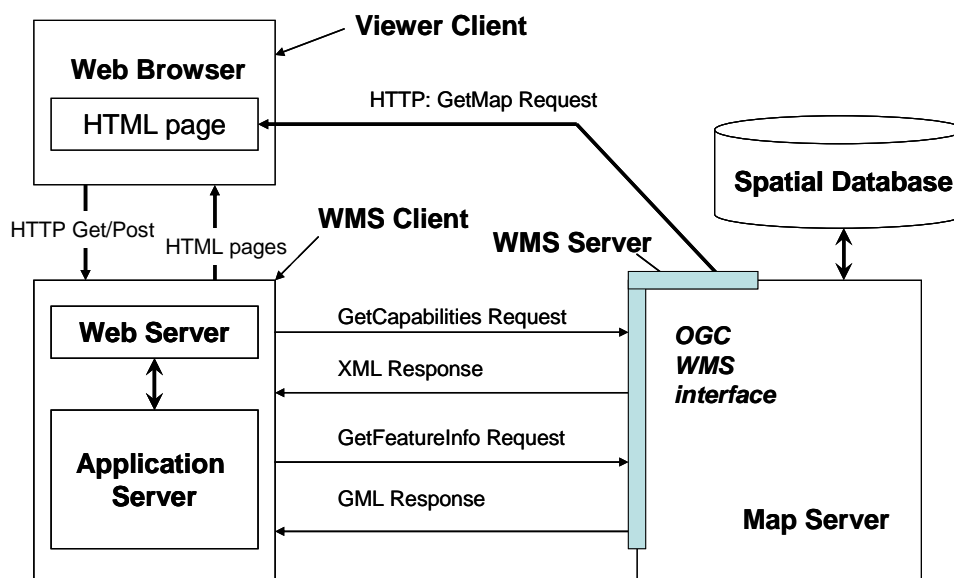 Viewer Client
Web Browser
HTML page
HTTP: GetMap Request
Spatial Database
HTTP Get/Post
HTML pages
WMS Client
WMS Server
Web Server
GetCapabilities Request
XML Response
OGC
WMS
interface
GetFeatureInfo Request
Application
Server
GML Response
Map Server